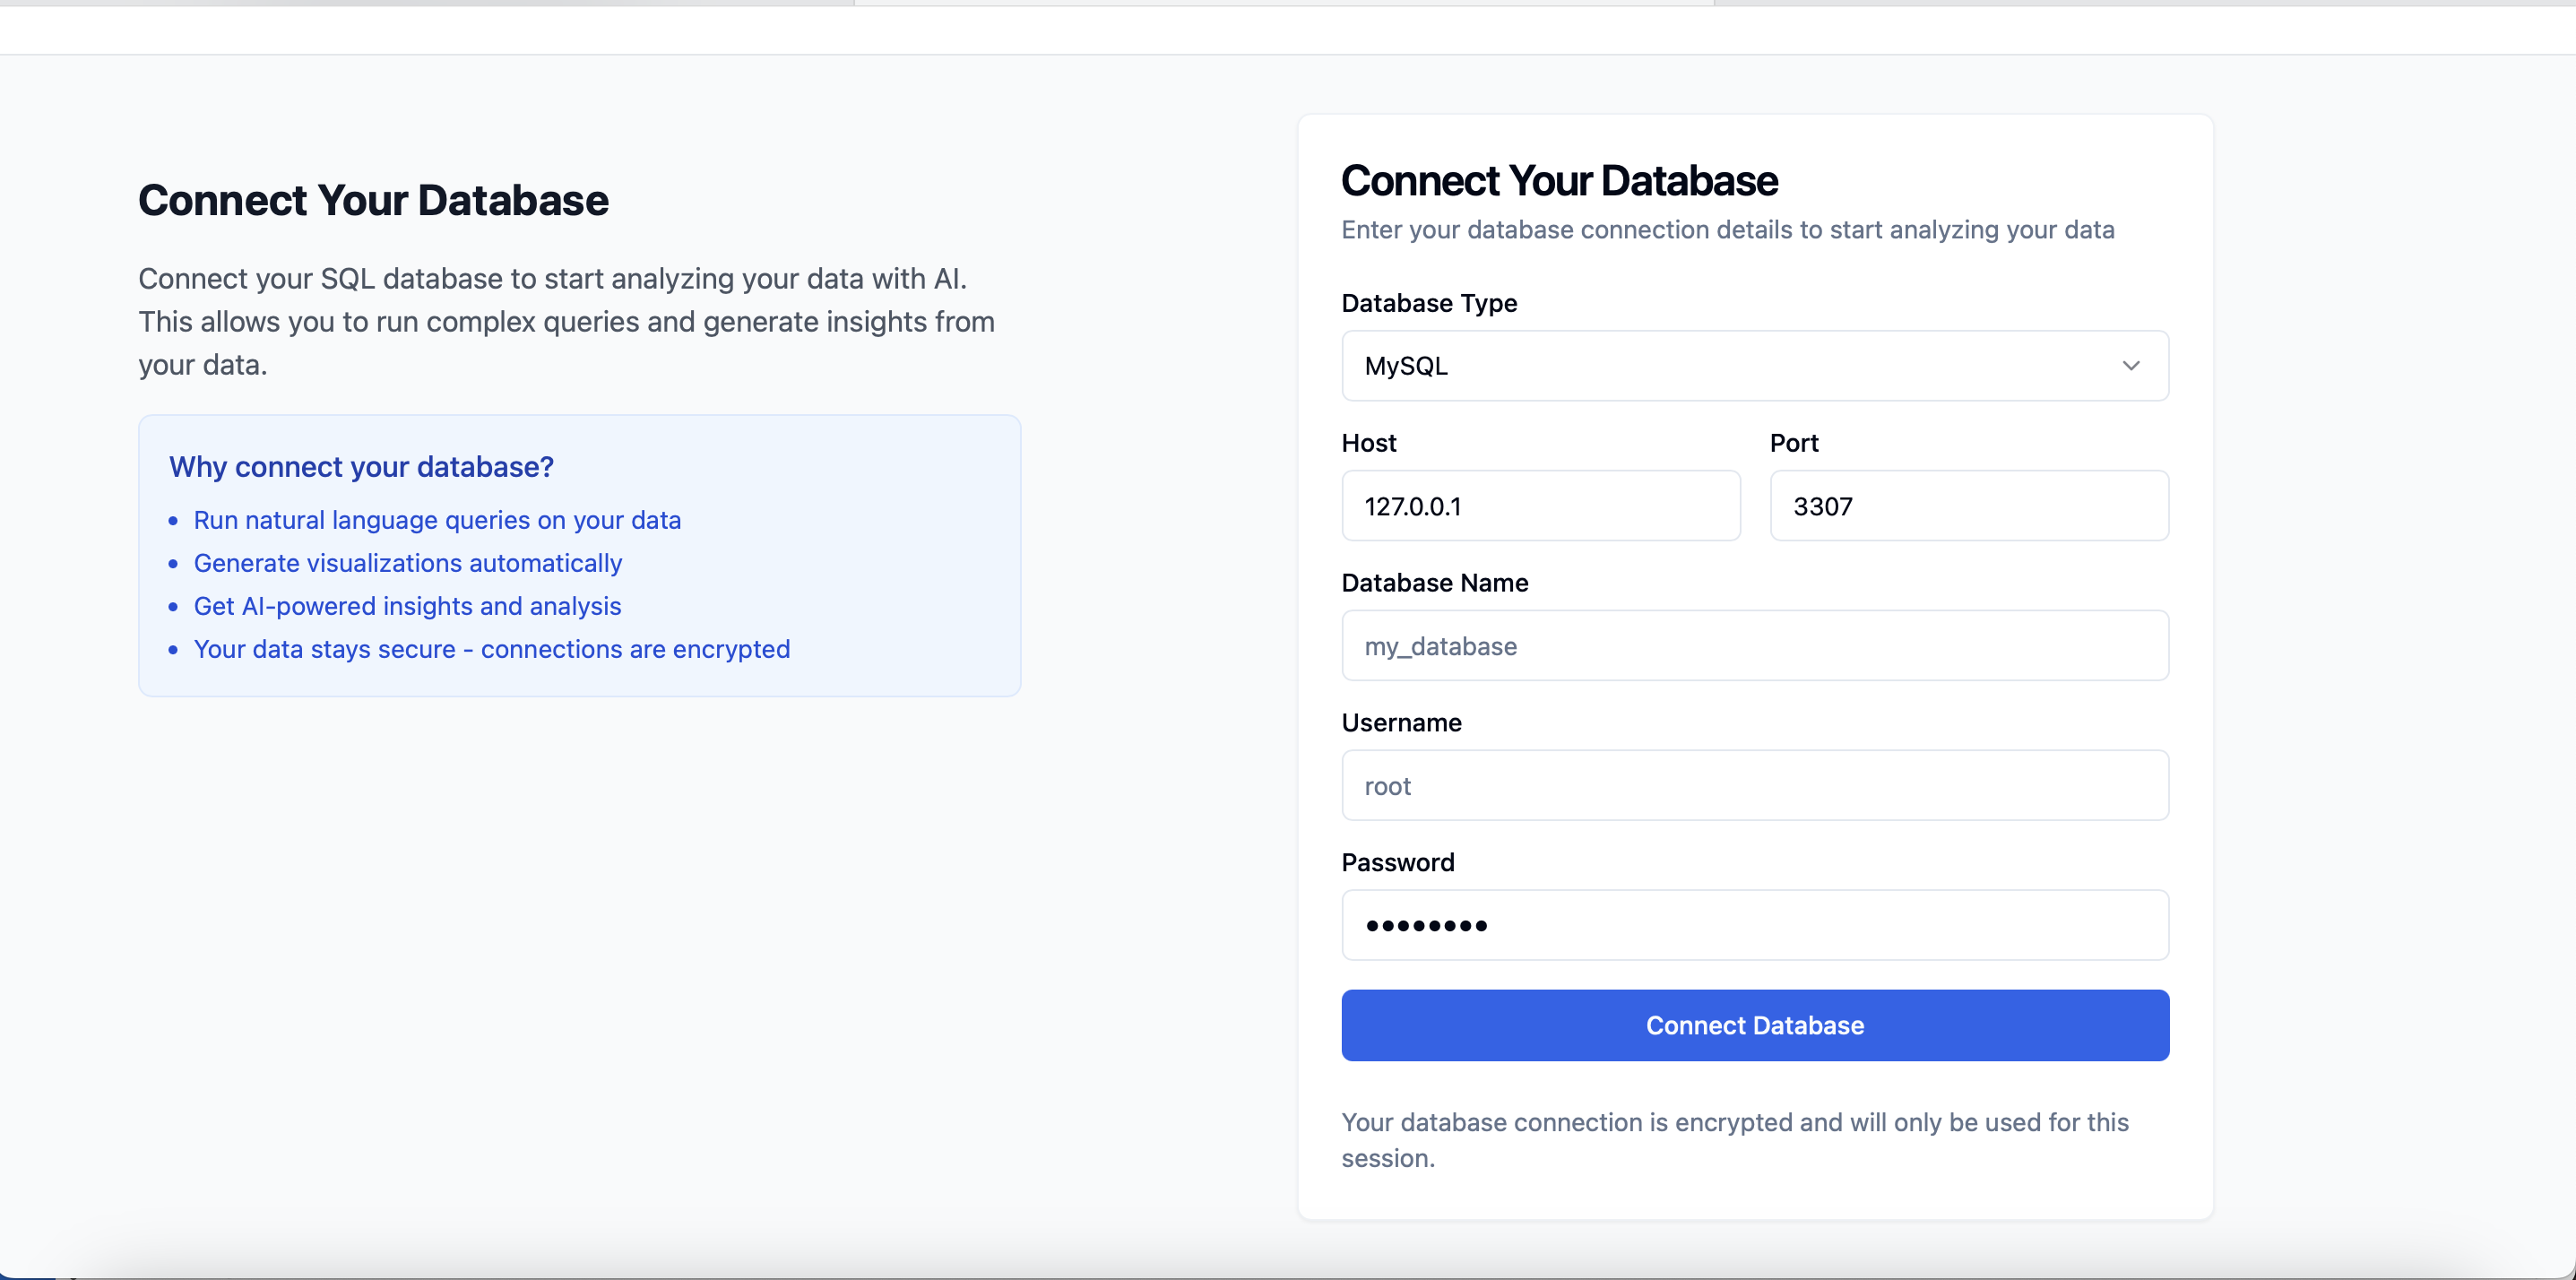 Connect Your Database
Connect your SQL database to start analyzing your data with AI.
This allows you to run complex queries and generate insights from
your data.
Why connect your database?
• Run natural language queries on your data
• Generate visualizations automatically
• Get AI-powered insights and analysis
• Your data stays secure - connections are encrypted
Connect Your Database
Enter your database connection details to start analyzing your data
Database Type
MySQL
Host
Port
127.0.0.1
3307
Database Name
my_database
Username
root
Password
••••••••
Connect Database
Your database connection is encrypted and will only be used for this
session.